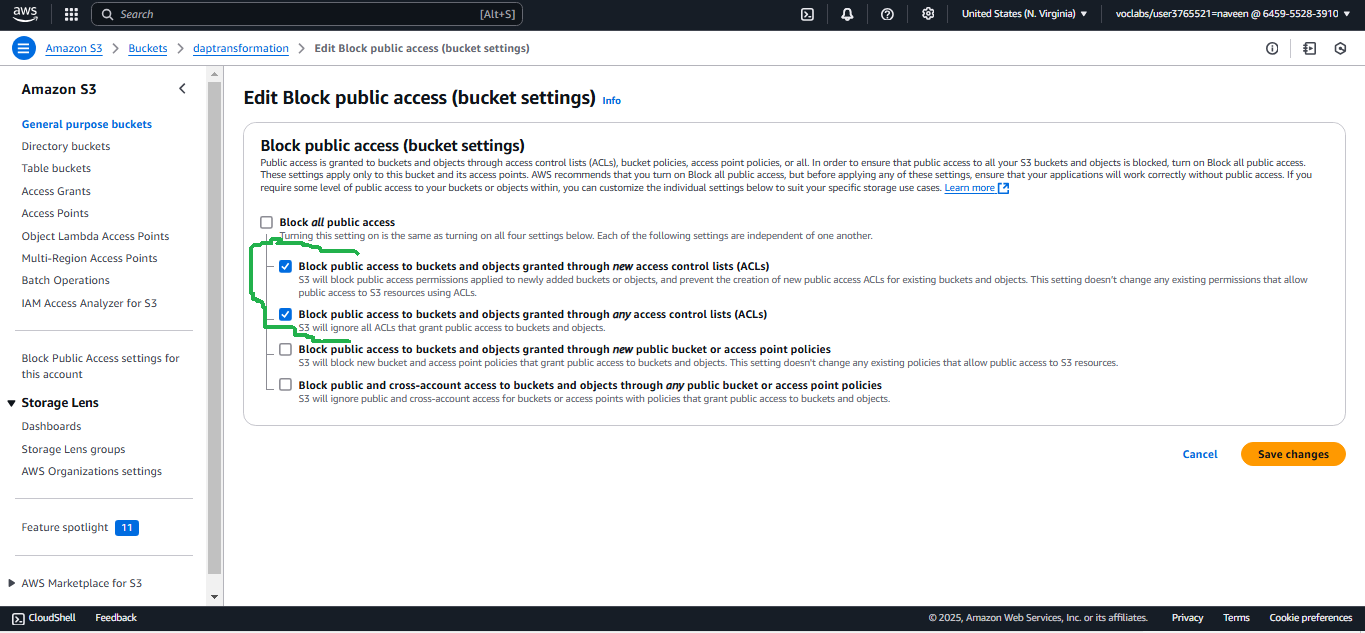 aws Search [Alt+S] United States (N. Virginia) voclabs/user3765521=naveen @ 6459-5528-3910
Amazon S3 Buckets daptransformation Edit Block public access (bucket settings)
Amazon S3
General purpose buckets
Directory buckets
Table buckets
Access Grants
Access Points
Object Lambda Access Points
Multi-Region Access Points
Batch Operations
IAM Access Analyzer for S3
Block Public Access settings for
this account
Storage Lens
Dashboards
Storage Lens groups
AWS Organizations settings
Feature spotlight 11
AWS Marketplace for S3
Edit Block public access (bucket settings) Info
Block public access (bucket settings)
Public access is granted to buckets and objects through access control lists (ACLs), bucket policies, access point policies, or all. In order to ensure that public access to all your S3 buckets and objects is blocked, turn on Block all public access.
These settings apply only to this bucket and its access points. AWS recommends that you turn on Block all public access, but before applying any of these settings, ensure that your applications will work correctly without public access. If you
require some level of public access to your buckets or objects within, you can customize the individual settings below to suit your specific storage use cases. Learn more
Block all public access
Turning this setting on is the same as turning on all four settings below. Each of the following settings are independent of one another.
Block public access to buckets and objects granted through new access control lists (ACLs)
S3 will block public access permissions applied to newly added buckets or objects, and prevent the creation of new public access ACLs for existing buckets and objects. This setting doesn't change any existing permissions that allow
public access to S3 resources using ACLs.
Block public access to buckets and objects granted through any access control lists (ACLs)
S3 will ignore all ACLs that grant public access to buckets and objects.
Block public access to buckets and objects granted through new public bucket or access point policies
S3 will block new bucket and access point policies that grant public access to buckets and objects. This setting doesn't change any existing policies that allow public access to S3 resources.
Block public and cross-account access to buckets and objects through any public bucket or access point policies
S3 will ignore public and cross-account access for buckets or access points with policies that grant public access to buckets and objects.
Cancel Save changes
CloudShell Feedback © 2025, Amazon Web Services, Inc. or its affiliates. Privacy Terms Cookie preferences